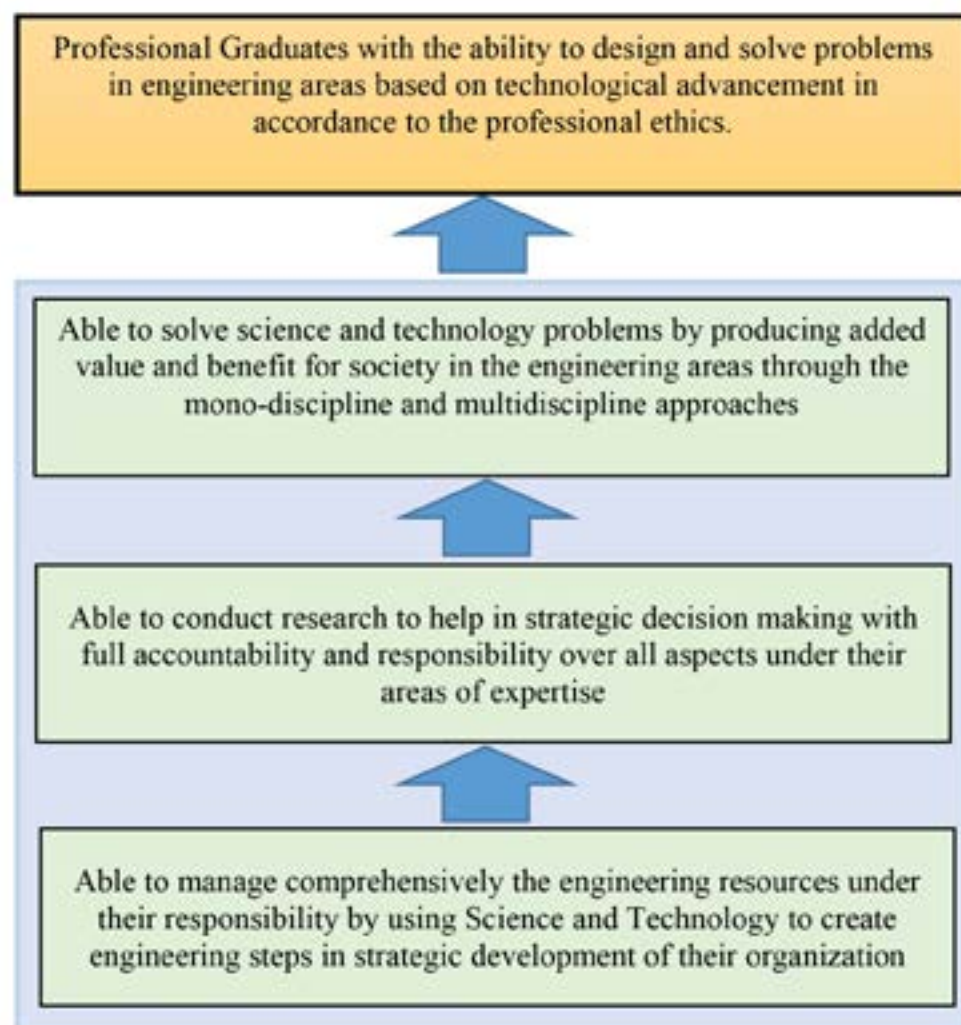 Professional Graduates with the ability to design and solve problems
in engineering areas based on technological advancement in
accordance to the professional ethics.
Able to solve science and technology problems by producing added
value and benefit for society in the engineering areas through the
mono-discipline and multidiscipline approaches
Able to conduct research to help in strategic decision making with
full accountability and responsibility over all aspects under their
areas of expertise
Able to manage comprehensively the engineering resources under
their responsibility by using Science and Technology to create
engineering steps in strategic development of their organization